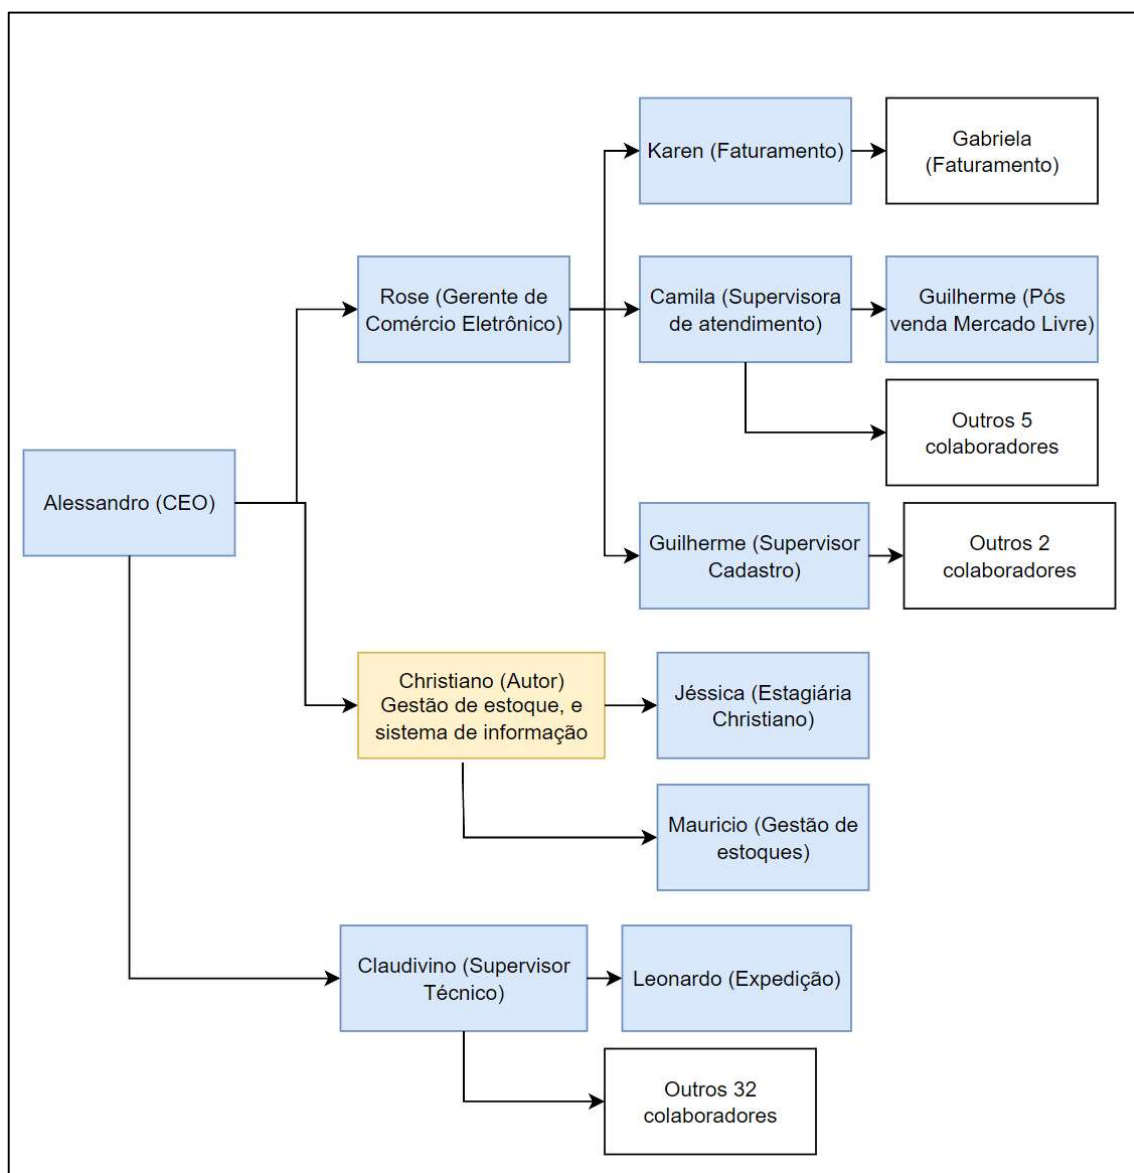 Karen (Faturamento)
Gabriela
(Faturamento)
Rose (Gerente de
Comércio Eletrônico)
Camila (Supervisora
de atendimento)
Guilherme (Pós
venda Mercado Livre)
Outros 5
colaboradores
Alessandro (CEO)
Guilherme (Supervisor
Cadastro)
Outros 2
colaboradores
Christiano (Autor)
Gestão de estoque, e
sistema de informação
Jéssica (Estagiária
Christiano)
Mauricio (Gestão de
estoques)
Claudivino (Supervisor
Técnico)
Leonardo (Expedição)
Outros 32
colaboradores